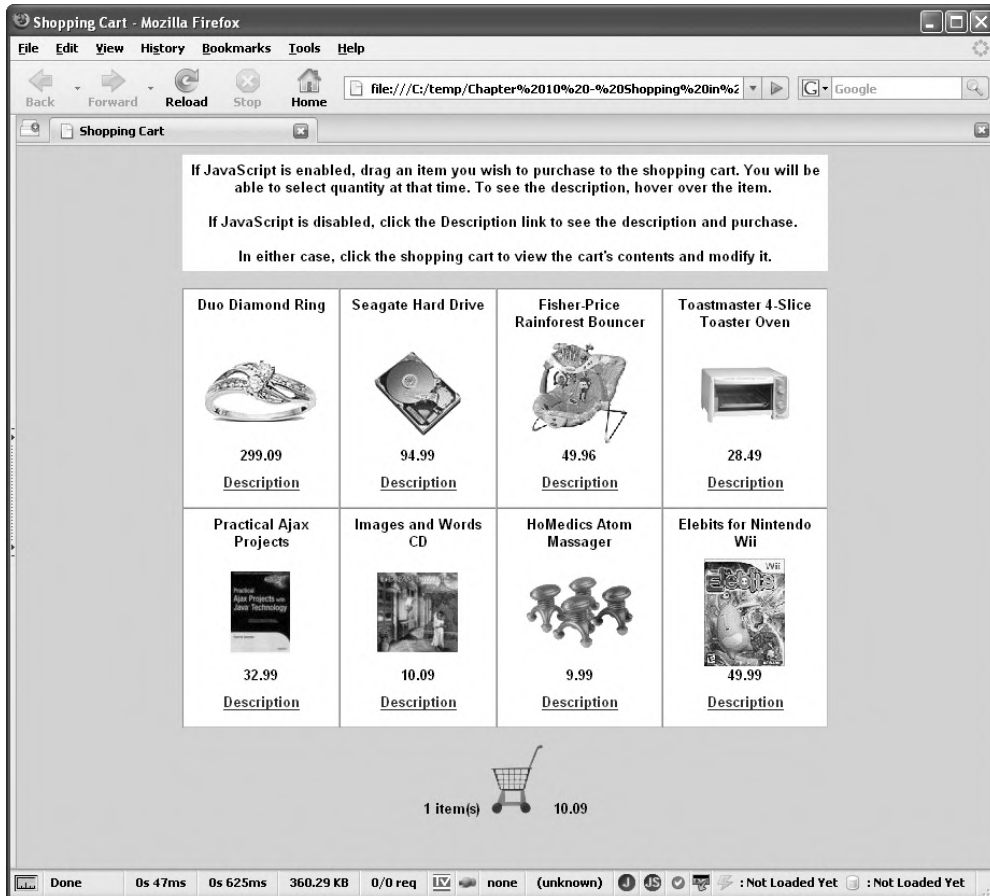 Shopping Cart - Mozilla Firefox
File Edit View History Bookmarks Tools Help
Back Forward Reload Stop Home file:///C:/temp/Chapter%2010%20-%20Shopping%20in%2 G Google
Shopping Cart
If JavaScript is enabled, drag an item you wish to purchase to the shopping cart. You will be
able to select quantity at that time. To see the description, hover over the item.
If JavaScript is disabled, click the Description link to see the description and purchase.
In either case, click the shopping cart to view the cart's contents and modify it.
Duo Diamond Ring
299.09
Description
Seagate Hard Drive
94.99
Description
Fisher-Price
Rainforest Bouncer
49.96
Description
Toastmaster 4-Slice
Toaster Oven
28.49
Description
Practical Ajax
Projects
Practical
Ajax Projects with
Java Technology
32.99
Description
Images and Words
CD
10.09
Description
HoMedics Atom
Massager
9.99
Description
Elebits for Nintendo
Wii
Wii
Elebits
49.99
Description
1 item(s) 10.09
Done 0s 47ms 0s 625ms 360.29 KB 0/0 req TV none (unknown) J JS : Not Loaded Yet : Not Loaded Yet